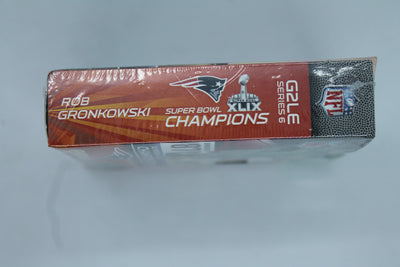 ROB
GRONKOWSKI
SUPER BOWL
CHAMPIONS
XLIX
G2LE
SERIES 6
NFL